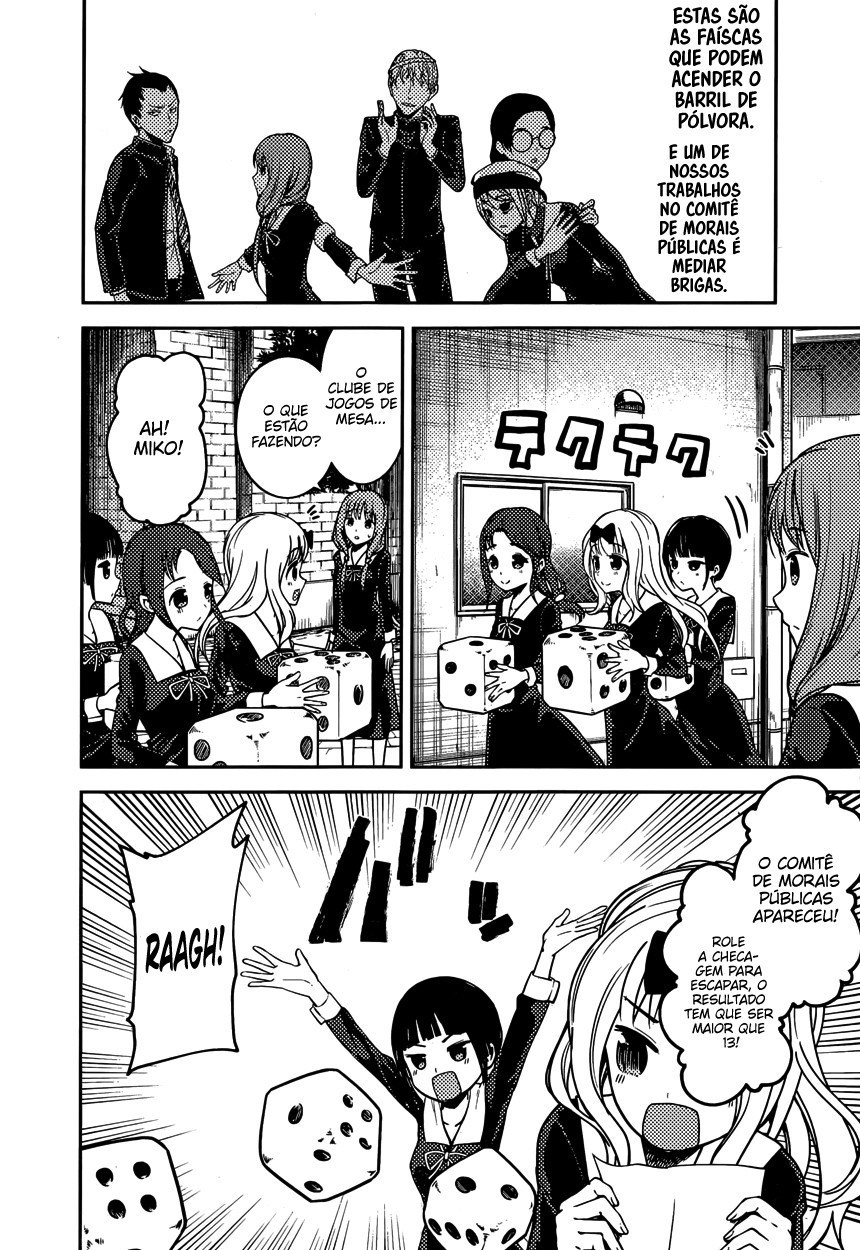 ESTAS SÃO
AS FAÍSCAS
QUE PODEM
ACENDER O
BARRIL DE
PÓLVORA.
E UM DE
NOSSOS
TRABALHOS
NO COMITÊ
DE MORAIS
PÚBLICAS É
MEDIAR
BRIGAS.
テクテク
O
CLUBE DE
JOGOS DE
MESA...
O QUE
ESTÃO
FAZENDO?
AH!
MIKO!
O COMITÊ
DE MORAIS
PÚBLICAS
APARECEU!
ROLE
A CHECA-
GEM PARA
ESCAPAR, O
RESULTADO
TEM QUE SER
MAIOR QUE
13!
RAAGH!